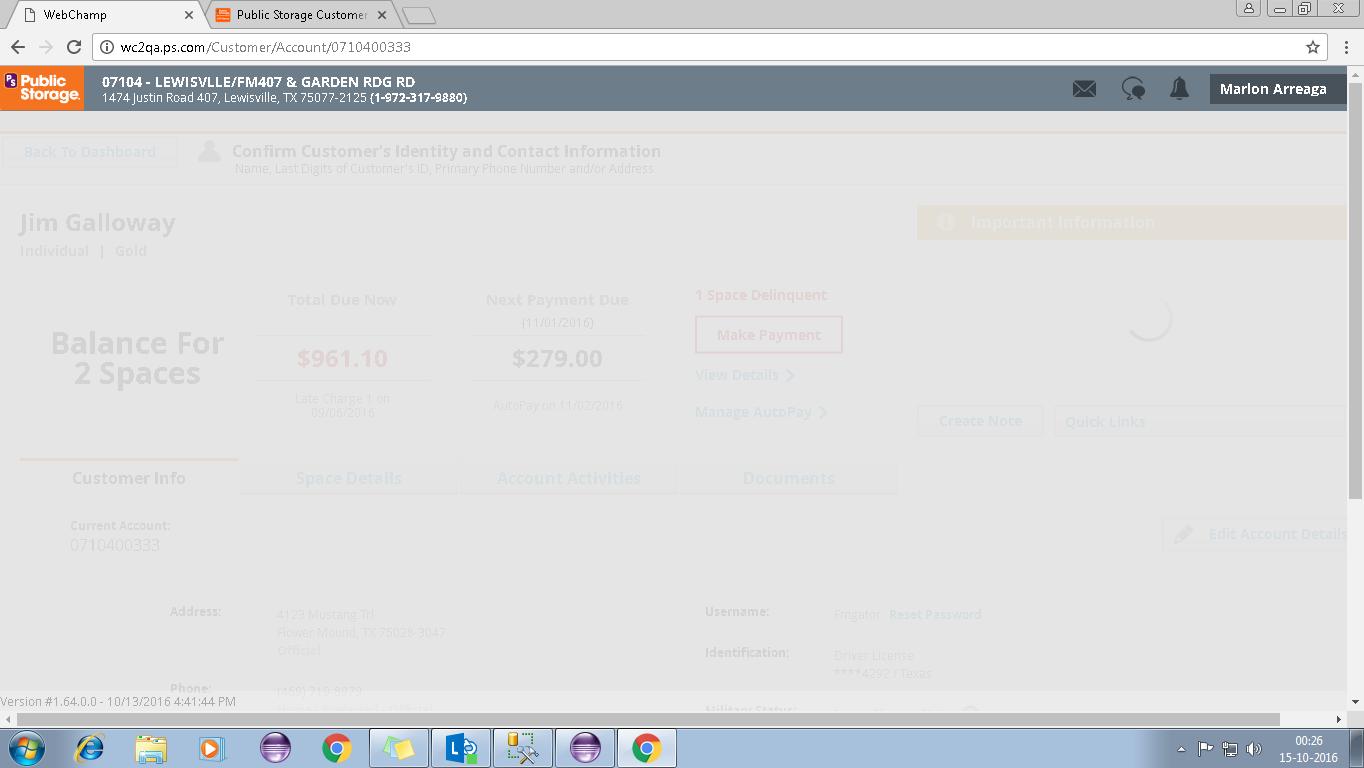 WebChamp
Public Storage Customer
wc2qa.ps.com/Customer/Account/0710400333
PS Public Storage.
07104 - LEWISVLLE/FM407 & GARDEN RDG RD
1474 Justin Road 407, Lewisville, TX 75077-2125 (1-972-317-9880)
Marlon Arreaga
Back To Dashboard
Confirm Customer's Identity and Contact Information
Name, Last Digits of Customer's ID, Primary Phone Number and/or Address
Jim Galloway
Individual | Gold
Important Information
Balance For
2 Spaces
Total Due Now
$961.10
Late Charge 1 on
09/06/2016
Next Payment Due
(11/01/2016)
$279.00
AutoPay on 11/02/2016
1 Space Delinquent
Make Payment
View Details
Manage AutoPay
Create Note
Quick Links
Customer Info
Space Details
Account Activities
Documents
Current Account:
0710400333
Edit Account Details
Address:
4123 Mustang Trl
Flower Mound, TX 75028-3047
Official
Username:
Reset Password
Identification:
Driver License
****4292 / Texas
Phone:
Military Status:
Version #1.64.0.0 - 10/13/2016 4:41:44 PM
00:26
15-10-2016